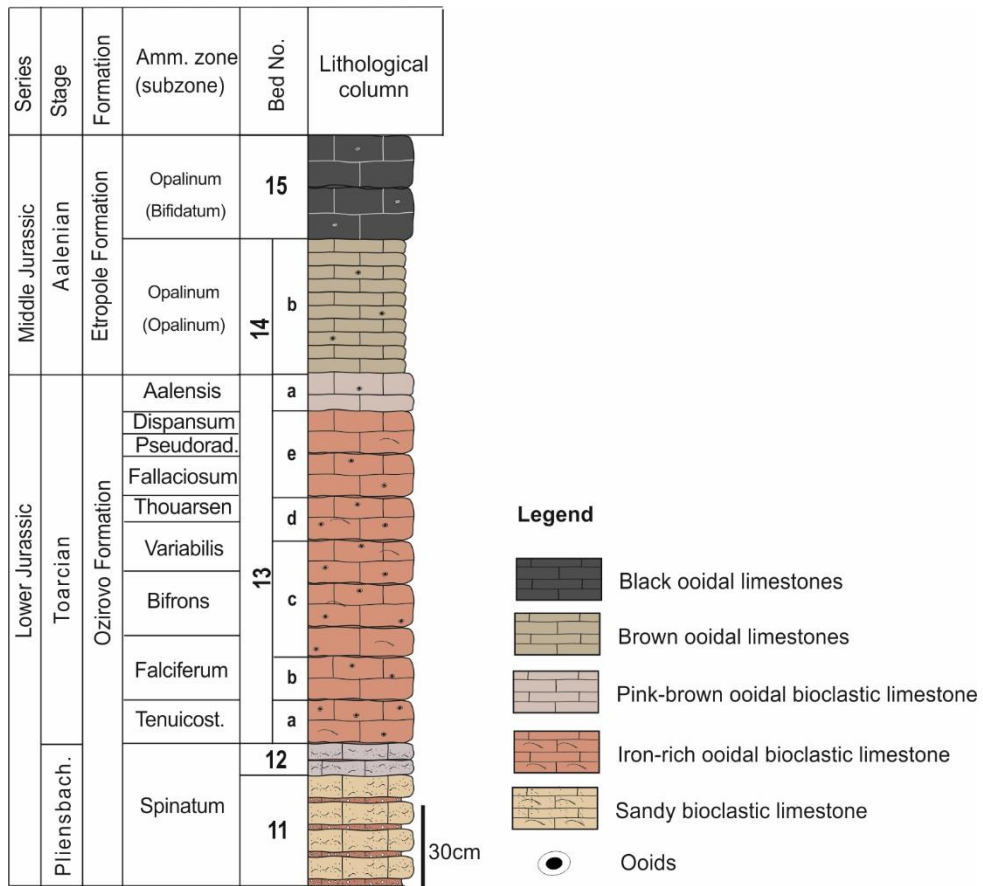 Series
Stage
Formation
Amm. zone
(subzone)
Bed No.
Lithological
column
Middle Jurassic
Aalenian
Etropole Formation
Opalinum
(Bifidatum)
15
Opalinum
(Opalinum)
14
b
Lower Jurassic
Toarcian
Ozirovo Formation
Aalensis
a
Dispansum
Pseudorad.
Fallaciosum
e
Thouarsen
d
Variabilis
13
Bifrons
c
Falciferum
b
Tenuicost.
a
Pliensbach.
Spinatum
12
11
30cm
Legend
Black ooidal limestones
Brown ooidal limestones
Pink-brown ooidal bioclastic limestone
Iron-rich ooidal bioclastic limestone
Sandy bioclastic limestone
Ooids